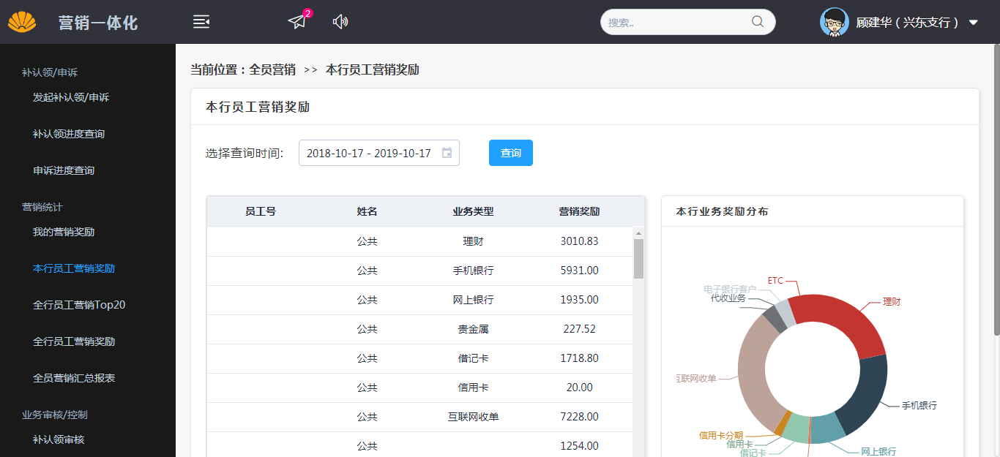 营销一体化
2
搜索..
顾建华（兴东支行）
补认领/申诉
发起补认领/申诉
补认领进度查询
申诉进度查询
营销统计
我的营销奖励
本行员工营销奖励
全行员工营销Top20
全行员工营销奖励
全员营销汇总报表
业务审核/控制
补认领审核
当前位置：全员营销 >> 本行员工营销奖励
本行员工营销奖励
选择查询时间:
2018-10-17 - 2019-10-17
查询
员工号 姓名 业务类型 营销奖励
公共 理财 3010.83
公共 手机银行 5931.00
公共 网上银行 1935.00
公共 贵金属 227.52
公共 借记卡 1718.80
公共 信用卡 20.00
公共 互联网收单 7228.00
公共 1254.00
本行业务奖励分布
ETC
电子银行客户
代收业务
理财
互联网收单
手机银行
信用卡分期
信用卡
借记卡
网上银行